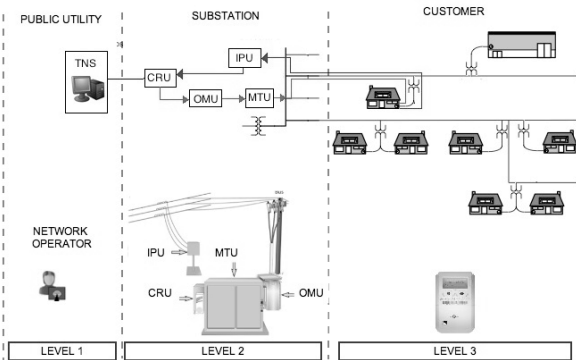 PUBLIC UTILITY
SUBSTATION
CUSTOMER
TNS
CRU
IPU
OMU
MTU
NETWORK
OPERATOR
IPU
MTU
CRU
OMU
LEVEL 1
LEVEL 2
LEVEL 3